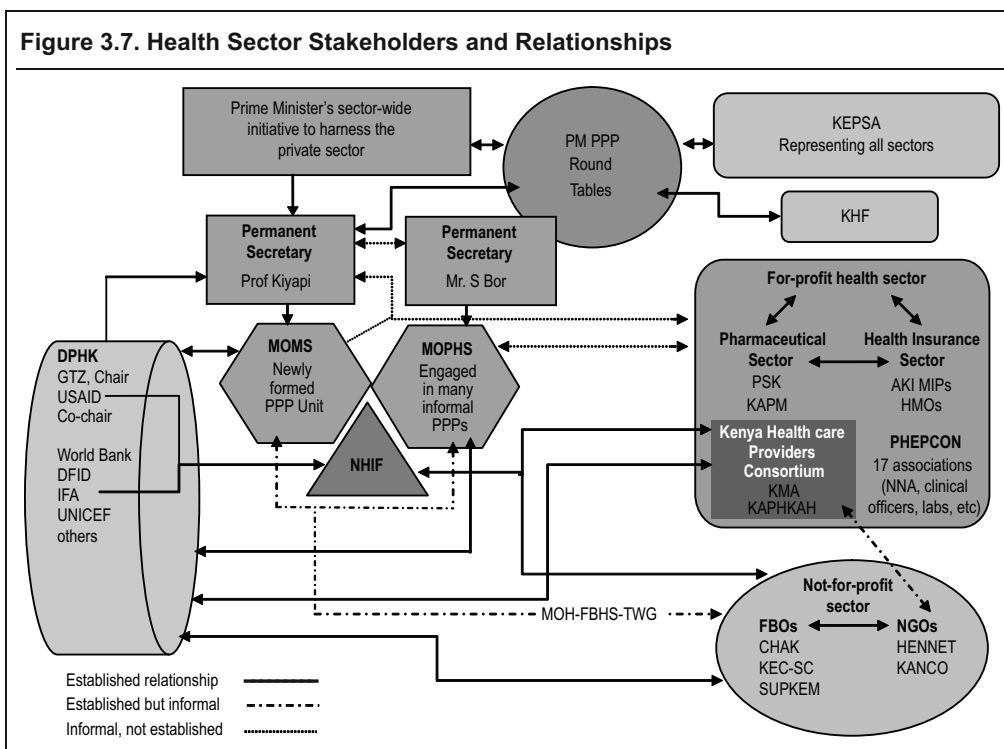 Figure 3.7. Health Sector Stakeholders and Relationships
Prime Minister's sector-wide
initiative to harness the
private sector
PM PPP
Round
Tables
KEPSA
Representing all sectors
KHF
Permanent
Secretary
Prof Kiyapi
Permanent
Secretary
Mr. S Bor
For-profit health sector
Pharmaceutical
Sector
PSK
KAPM
Health Insurance
Sector
AKI MIPs
HMOs
Kenya Health care
Providers
Consortium
KMA
KAPHKAH
PHEPCON
17 associations
(NNA, clinical
officers, labs, etc)
DPHK
GTZ, Chair
USAID
Co-chair
World Bank
DFID
IFA
UNICEF
others
MOMS
Newly
formed
PPP Unit
MOPHS
Engaged
in many
informal
PPPs
NHIF
MOH-FBHS-TWG
Not-for-profit
sector
FBOs
CHAK
KEC-SC
SUPKEM
NGOs
HENNET
KANCO
Established relationship
Established but informal
Informal, not established